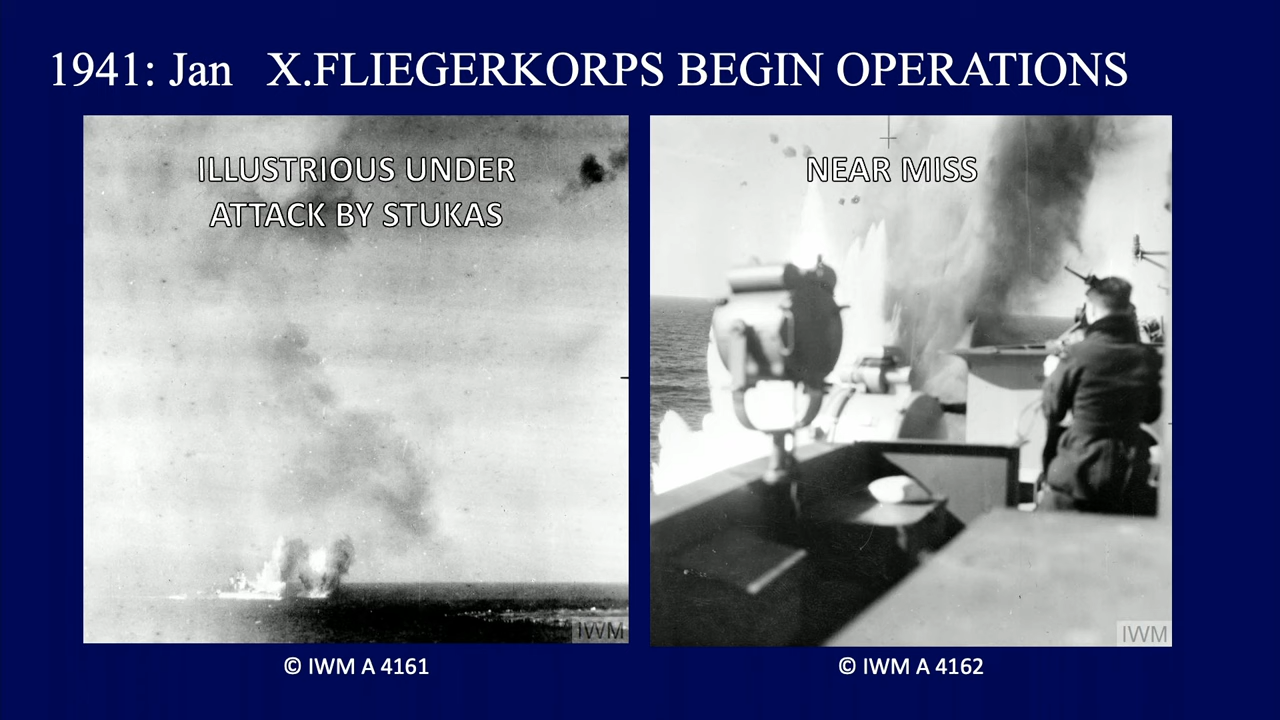 1941: Jan X.FLIEGERKORPS BEGIN OPERATIONS
ILLUSTRIOUS UNDER
ATTACK BY STUKAS
NEAR MISS
IWM
IWM
© IWM A 4161
© IWM A 4162